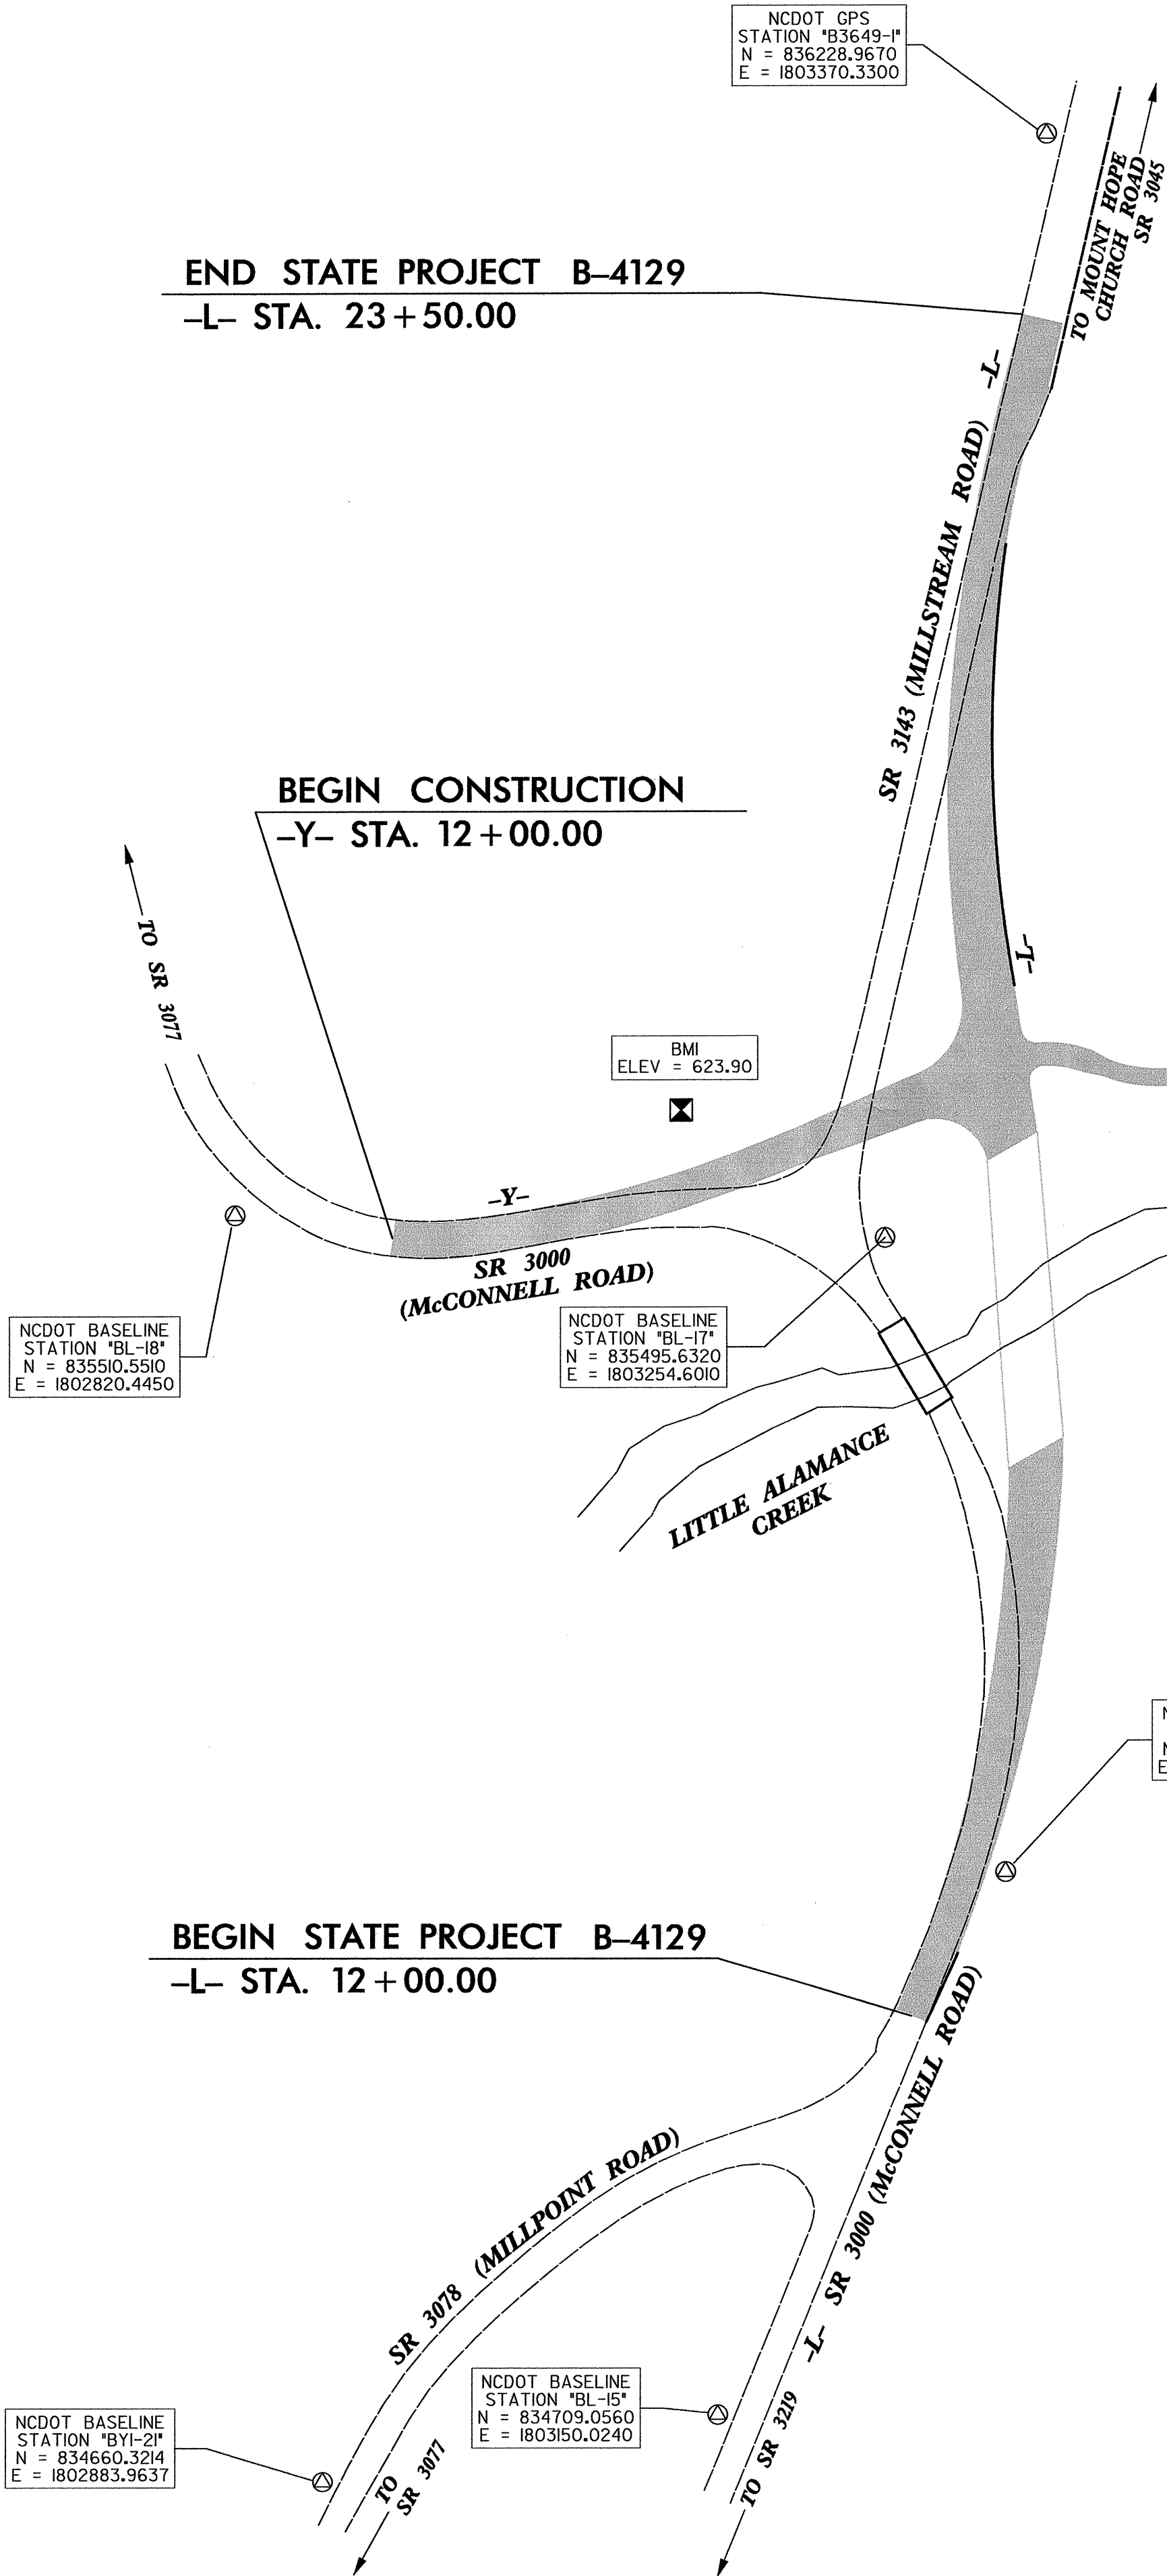 NCDOT GPS
STATION "B3649-1"
N = 836228.9670
E = 1803370.3300
TO MOUNT HOPE
CHURCH ROAD
SR 3045
END STATE PROJECT B-4129
-L- STA. 23+50.00
-L-
SR 3143 (MILLSTREAM ROAD)
BEGIN CONSTRUCTION
-Y- STA. 12+00.00
TO SR 3077
-L-
BM1
ELEV = 623.90
-Y-
SR 3000
(McCONNELL ROAD)
NCDOT BASELINE
STATION "BL-18"
N = 835510.5510
E = 1802820.4450
NCDOT BASELINE
STATION "BL-17"
N = 835495.6320
E = 1803254.6010
LITTLE ALAMANCE
CREEK
N
N
E
BEGIN STATE PROJECT B-4129
-L- STA. 12+00.00
-L- SR 3000 (McCONNELL ROAD)
SR 3078 (MILLPOINT ROAD)
NCDOT BASELINE
STATION "BL-15"
N = 834709.0560
E = 1803150.0240
NCDOT BASELINE
STATION "BY1-21"
N = 834660.3214
E = 1802883.9637
TO
SR 3077
TO SR 3219